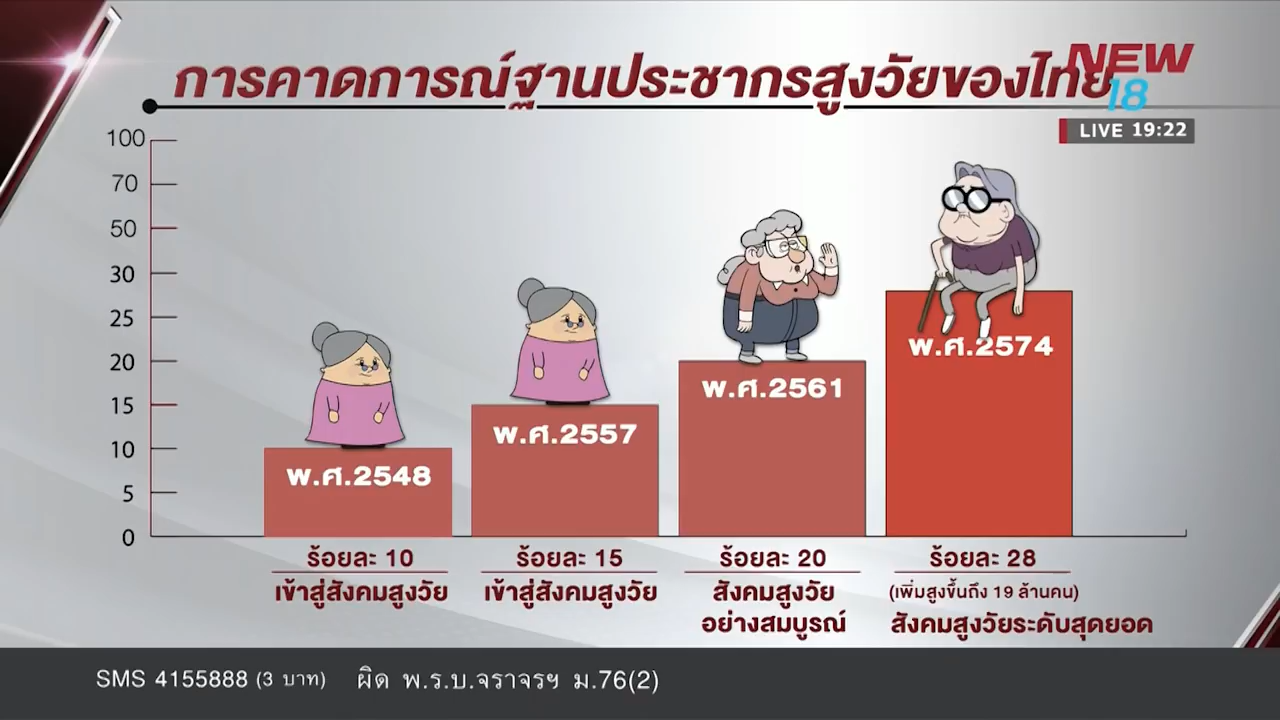 การคาดการณ์ฐานประชากรสูงวัยของไทย
NEW
18
LIVE 19:22
100
70
50
30
25
20
15
10
5
0
พ.ศ.2548
พ.ศ.2557
พ.ศ.2561
พ.ศ.2574
ร้อยละ 10
เข้าสู่สังคมสูงวัย
ร้อยละ 15
เข้าสู่สังคมสูงวัย
ร้อยละ 20
สังคมสูงวัย
อย่างสมบูรณ์
ร้อยละ 28
(เพิ่มสูงขึ้นถึง 19 ล้านคน)
สังคมสูงวัยระดับสุดยอด
SMS 4155888 (3 บาท) ผิด พ.ร.บ.จราจรฯ ม.76(2)